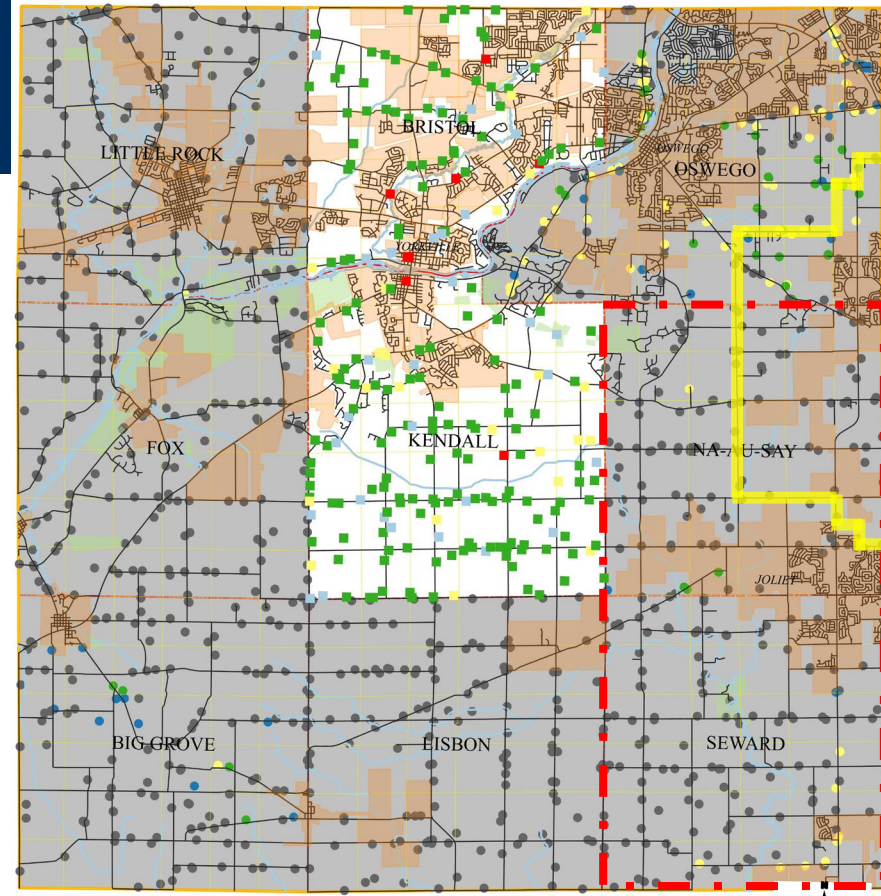 BRISTOL
LITTLE ROCK
OSWEGO
OSWEGO
YORKVILLE
KENDALL
FOX
NA-AU-SAY
JOLIET
BIG GROVE
LISBON
SEWARD